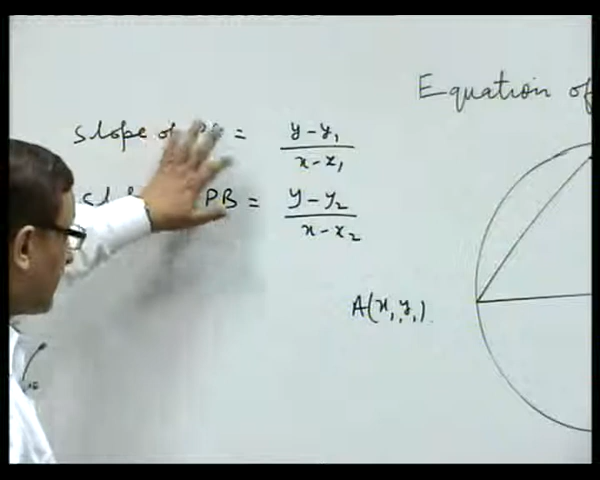 Equation of
Slope of = y-y₁ / x-x₁
PB = y-y₂ / x-x₂
A(x₁, y₁)